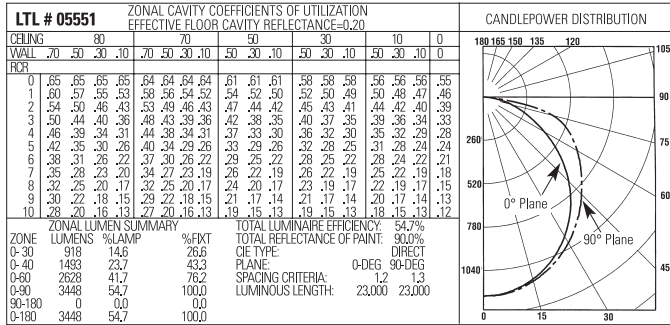 LTL # 05551
ZONAL CAVITY COEFFICIENTS OF UTILIZATION
EFFECTIVE FLOOR CAVITY REFLECTANCE=0.20
CEILING 80 70 50 30 10 0
WALL .70 .50 .30 .10 .70 .50 .30 .10 .50 .30 .10 .50 .30 .10 .50 .30 .10 0
RCR
0 .65 .65 .65 .65 .64 .64 .64 .64 .61 .61 .61 .58 .58 .58 .56 .56 .56 .55
1 .60 .57 .55 .53 .58 .56 .54 .52 .54 .52 .50 .52 .50 .49 .50 .48 .47 .46
2 .54 .50 .46 .43 .53 .49 .46 .43 .47 .44 .42 .45 .43 .41 .44 .42 .40 .39
3 .50 .44 .40 .36 .48 .43 .39 .36 .42 .38 .35 .40 .37 .35 .39 .36 .34 .33
4 .46 .39 .34 .31 .44 .38 .34 .31 .37 .33 .30 .36 .32 .30 .35 .32 .29 .28
5 .42 .35 .30 .26 .40 .34 .29 .26 .33 .29 .26 .32 .28 .25 .31 .28 .24 .24
6 .38 .31 .26 .22 .37 .30 .26 .22 .29 .25 .22 .28 .25 .22 .28 .24 .22 .21
7 .35 .28 .23 .20 .34 .27 .23 .19 .26 .22 .19 .25 .22 .19 .25 .22 .19 .18
8 .32 .25 .20 .17 .32 .25 .20 .17 .24 .20 .17 .23 .19 .17 .22 .19 .17 .15
9 .30 .22 .18 .15 .29 .22 .18 .15 .21 .17 .14 .21 .17 .14 .20 .17 .14 .13
10 .28 .20 .16 .13 .27 .20 .16 .13 .19 .15 .13 .19 .15 .13 .18 .15 .13 .12
ZONAL LUMEN SUMMARY
ZONE LUMENS %LAMP %FIXT
0- 30 918 14.6 26.6
0- 40 1493 23.7 43.3
0-60 2628 41.7 76.2
0-90 3448 54.7 100.0
90-180 0 0.0 0.0
0-180 3448 54.7 100.0
TOTAL LUMINAIRE EFFICIENCY: 54.7%
TOTAL REFLECTANCE OF PAINT: 90.0%
CIE TYPE: DIRECT
PLANE: 0-DEG 90-DEG
SPACING CRITERIA: 1.2 1.3
LUMINOUS LENGTH: 23.000 23.000
CANDLEPOWER DISTRIBUTION
180 165 150 135 120
105
90
75
260
520
60
0° Plane
780
90° Plane
1040
45
0 15 30